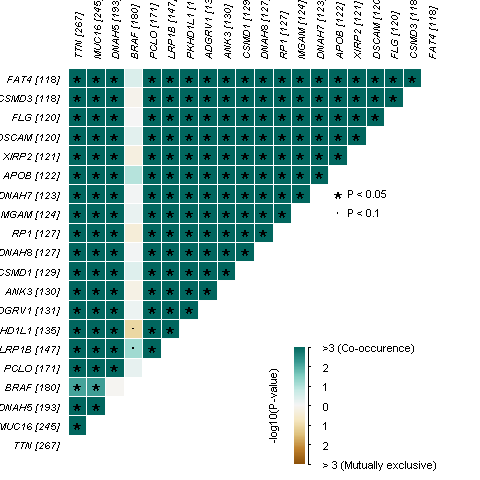 TTN [267]
MUC16 [245]
DNAH5 [193]
BRAF [180]
PCLO [171]
LRP1B [147]
PKHD1L1 [1
ADGRV1 [13
ANK3 [130]
CSMD1 [129
DNAH8 [127]
RP1 [127]
MGAM [124]
DNAH7 [123]
APOB [122]
XIRP2 [121]
DSCAM [120
FLG [120]
CSMD3 [118
FAT4 [118]
FAT4 [118]
CSMD3 [118]
FLG [120]
DSCAM [120]
XIRP2 [121]
APOB [122]
DNAH7 [123]
MGAM [124]
RP1 [127]
DNAH8 [127]
CSMD1 [129]
ANK3 [130]
DGRV1 [131]
HD1L1 [135]
LRP1B [147]
PCLO [171]
BRAF [180]
DNAH5 [193]
MUC16 [245]
TTN [267]
* P < 0.05
· P < 0.1
-log10(P-value)
>3 (Co-occurence)
2
1
0
1
2
> 3 (Mutually exclusive)